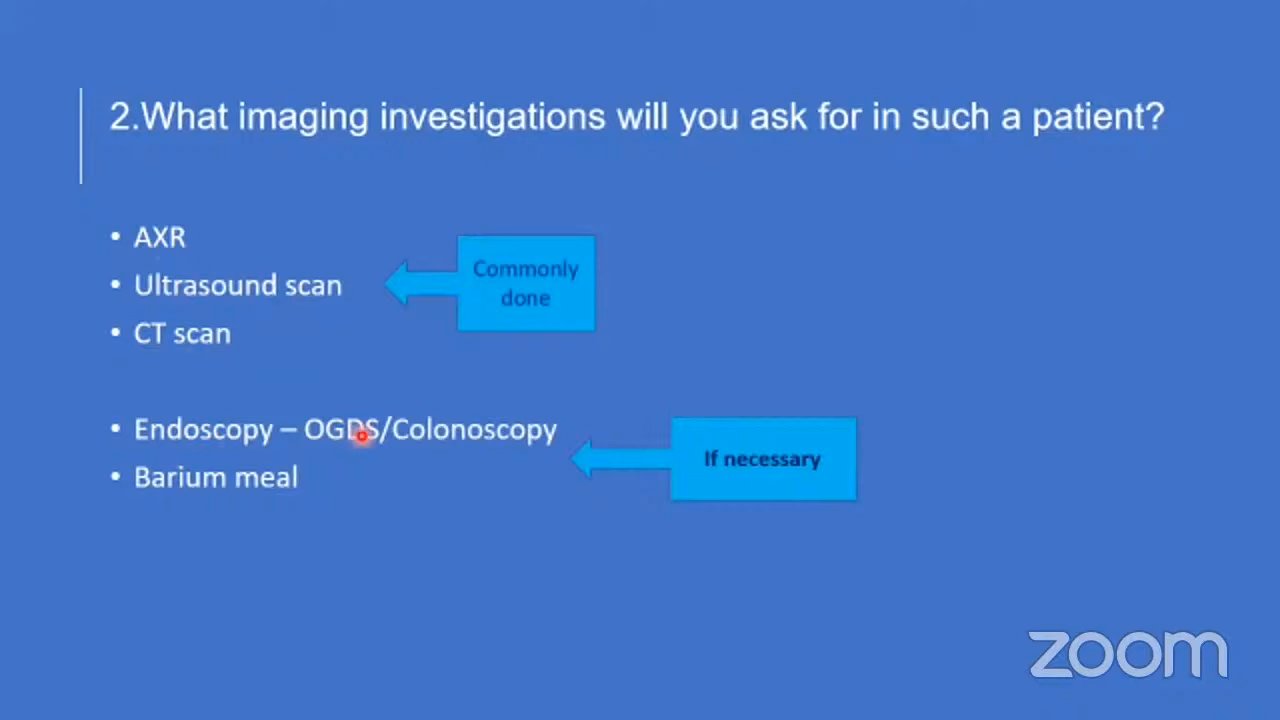 2.What imaging investigations will you ask for in such a patient?
• AXR
• Ultrasound scan
• CT scan
Commonly
done
• Endoscopy – OGDS/Colonoscopy
• Barium meal
If necessary
zoom